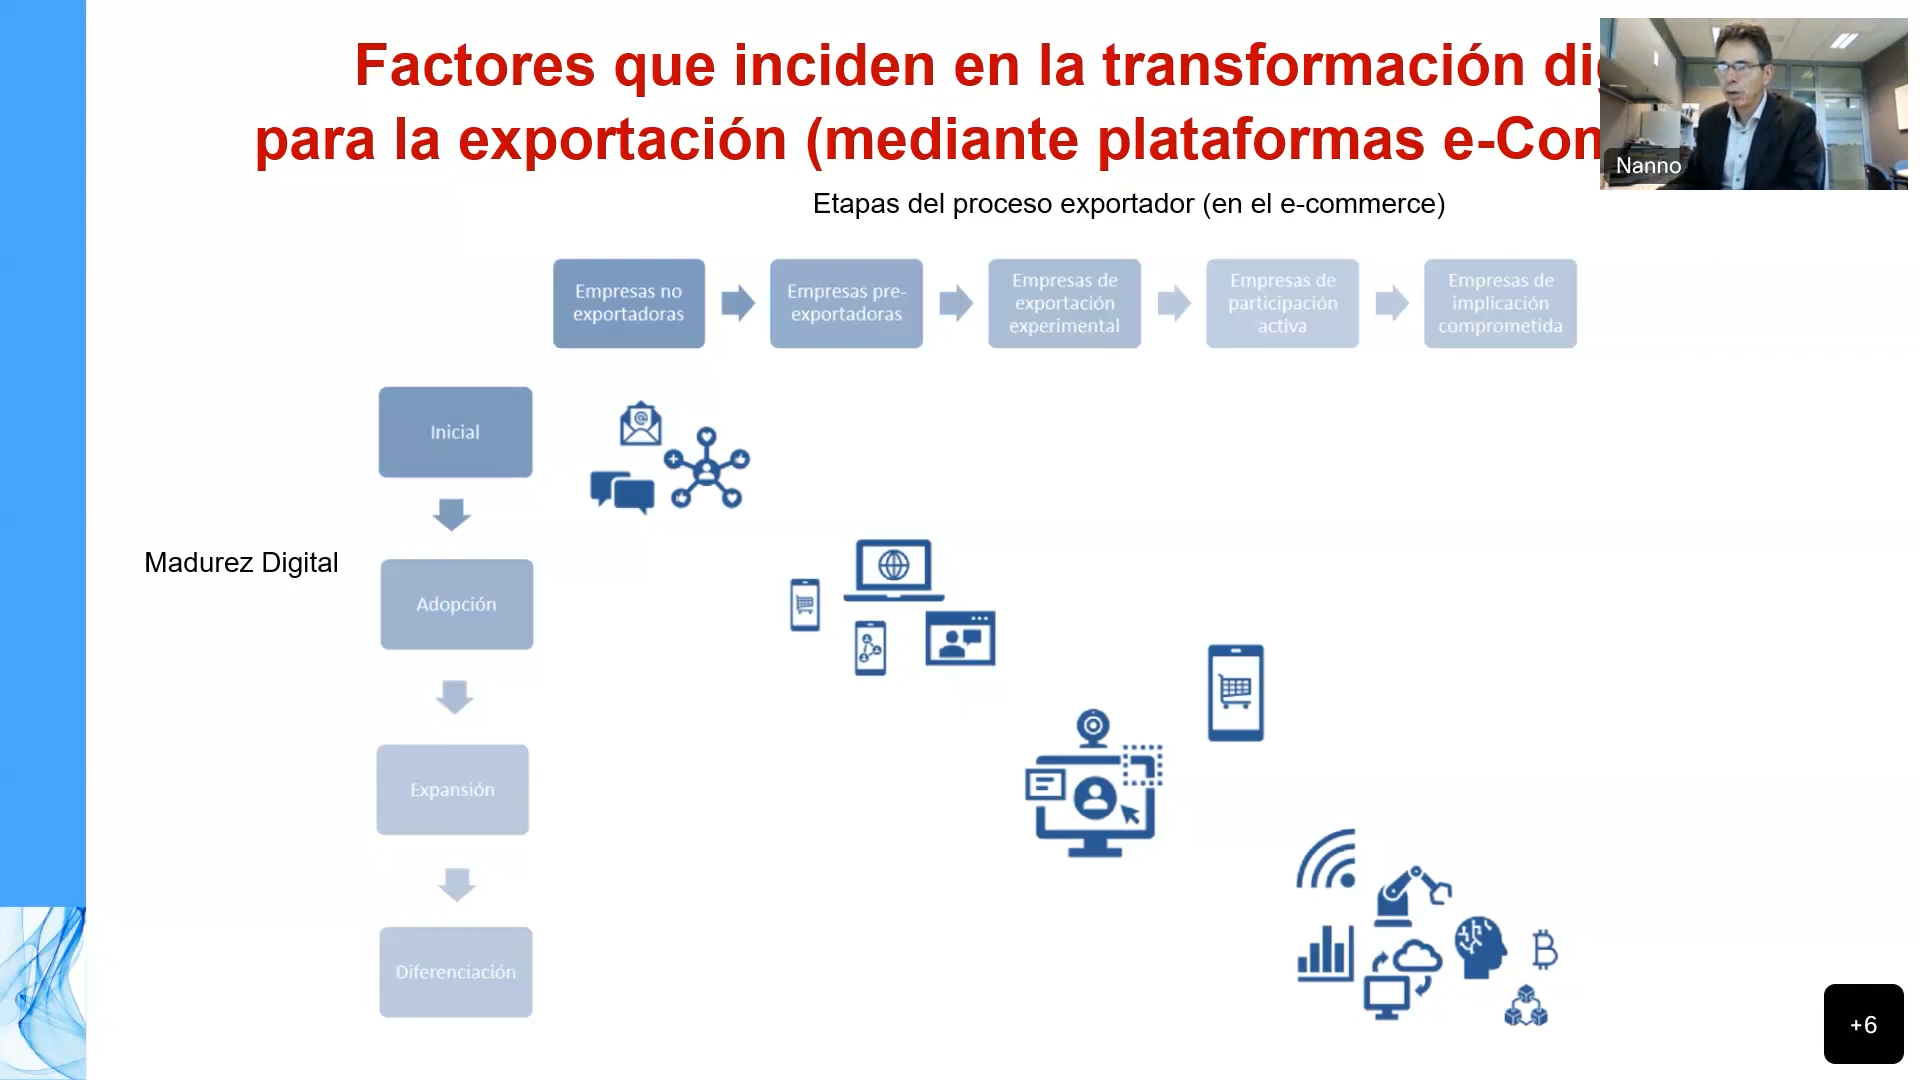 Factores que inciden en la transformación
para la exportación (mediante plataformas
Nanno
Etapas del proceso exportador (en el e-commerce)
Empresas no
exportadoras
Empresas pre-
exportadoras
Empresas de
exportación
experimental
Empresas de
participación
activa
Empresas de
implicación
comprometida
Inicial
Madurez Digital
Adopción
Expansión
Diferenciación
+6